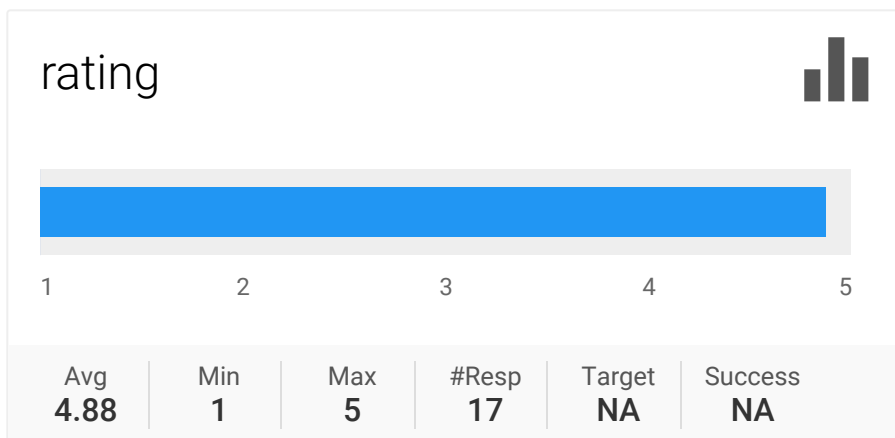 rating
1 2 3 4 5
Avg Min Max #Resp Target Success
4.88 1 5 17 NA NA